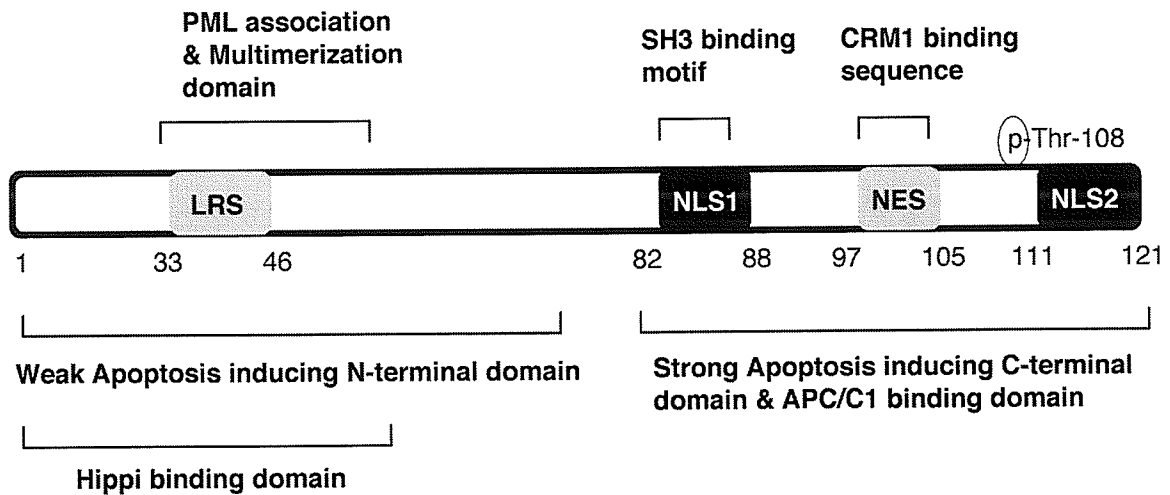 PML association
& Multimerization
domain
SH3 binding
motif
CRM1 binding
sequence
p-Thr-108
LRS
NLS1
NES
NLS2
1
33
46
82
88
97
105
111
121
Weak Apoptosis inducing N-terminal domain
Strong Apoptosis inducing C-terminal
domain & APC/C1 binding domain
Hippi binding domain